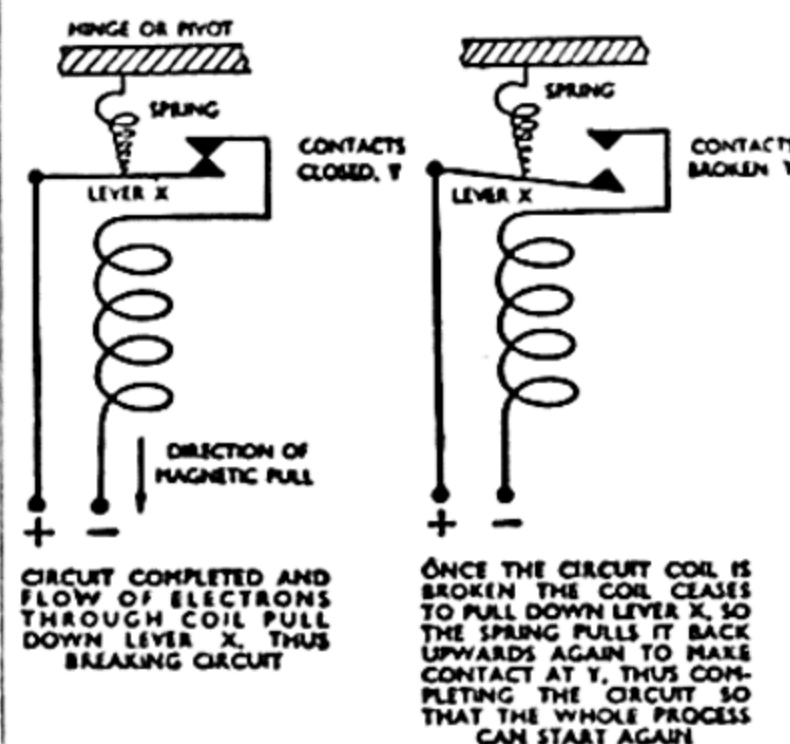 HINGE OR PIVOT
SPRING
CONTACTS
CLOSED, Y
LEVER X
DIRECTION OF
MAGNETIC PULL
+ −
CIRCUIT COMPLETED AND
FLOW OF ELECTRONS
THROUGH COIL PULL
DOWN LEVER X, THUS
BREAKING CIRCUIT
SPRING
CONTACTS
BROKEN Y
LEVER X
+ −
ONCE THE CIRCUIT COIL IS
BROKEN THE COIL CEASES
TO PULL DOWN LEVER X, SO
THE SPRING PULLS IT BACK
UPWARDS AGAIN TO MAKE
CONTACT AT Y, THUS COM-
PLETING THE CIRCUIT SO
THAT THE WHOLE PROCESS
CAN START AGAIN